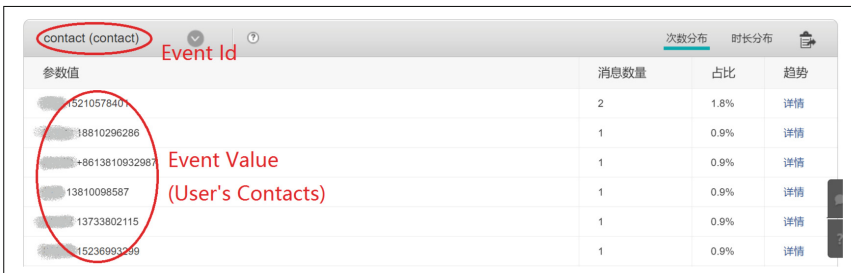 contact (contact) ? 次数分布 时长分布
Event Id
参数值 消息数量 占比 趋势
15210578401 2 1.8% 详情
18810296286 1 0.9% 详情
+8613810932987 1 0.9% 详情
Event Value
13810098587 1 0.9% 详情
(User's Contacts)
13733802115 1 0.9% 详情
15236993299 1 0.9% 详情
?